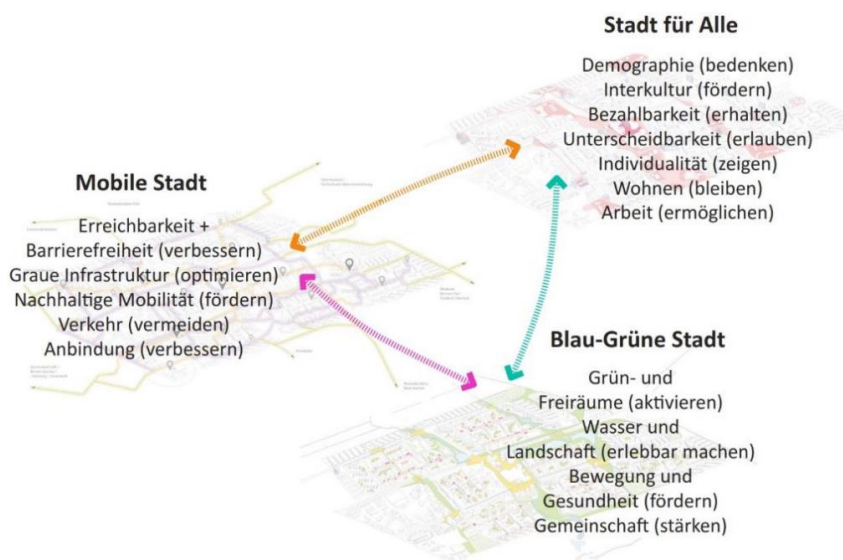 Stadt für Alle
Demographie (bedenken)
Interkultur (fördern)
Bezahlbarkeit (erhalten)
Unterscheidbarkeit (erlauben)
Individualität (zeigen)
Wohnen (bleiben)
Arbeit (ermöglichen)
Mobile Stadt
Erreichbarkeit +
Barrierefreiheit (verbessern)
Graue Infrastruktur (optimieren)
Nachhaltige Mobilität (fördern)
Verkehr (vermeiden)
Anbindung (verbessern)
Blau-Grüne Stadt
Grün- und
Freiräume (aktivieren)
Wasser und
Landschaft (erlebbar machen)
Bewegung und
Gesundheit (fördern)
Gemeinschaft (stärken)